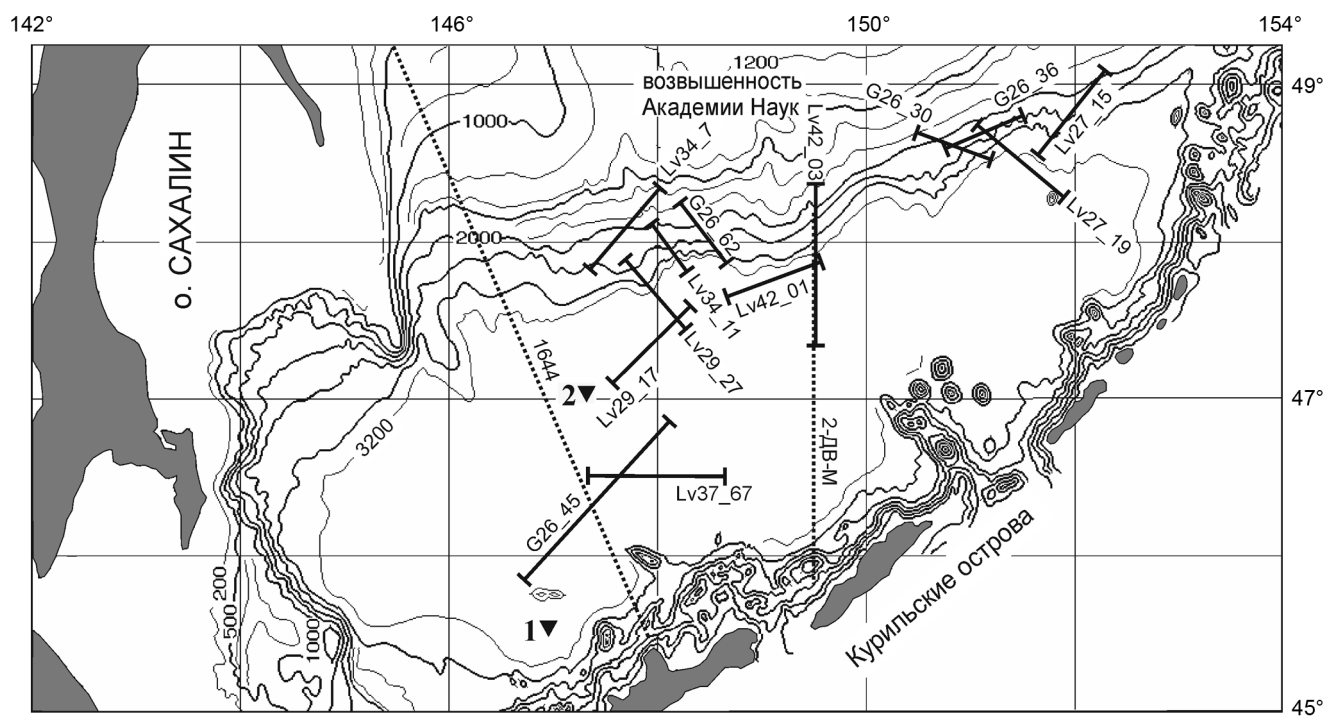 142°
146°
150°
154°
1200
возвышенность
Академии Наук
49°
G26_30
G26_36
Lv27_15
1000
Lv34_7
Lv42_03
о. САХАЛИН
2000
G26_62
Lv27_19
Lv34_11
Lv42_01
1644
Lv29_27
2▼
Lv29_17
47°
3200
2-ДВ-М
Lv37_67
G26_45
Курильские острова
200
500
1000
1▼
45°